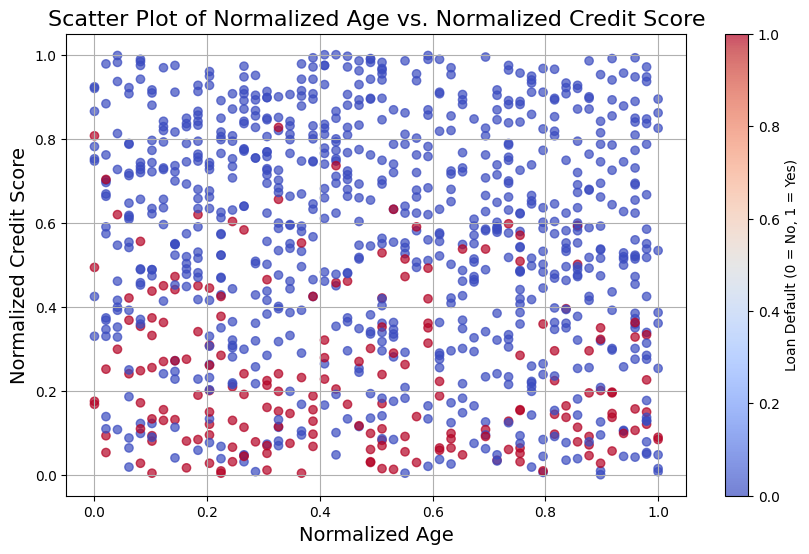 Scatter Plot of Normalized Age vs. Normalized Credit Score
Normalized Credit Score
1.0
0.8
0.6
0.4
0.2
0.0
0.0 0.2 0.4 0.6 0.8 1.0
Normalized Age
1.0
0.8
0.6
0.4
0.2
0.0
Loan Default (0 = No, 1 = Yes)